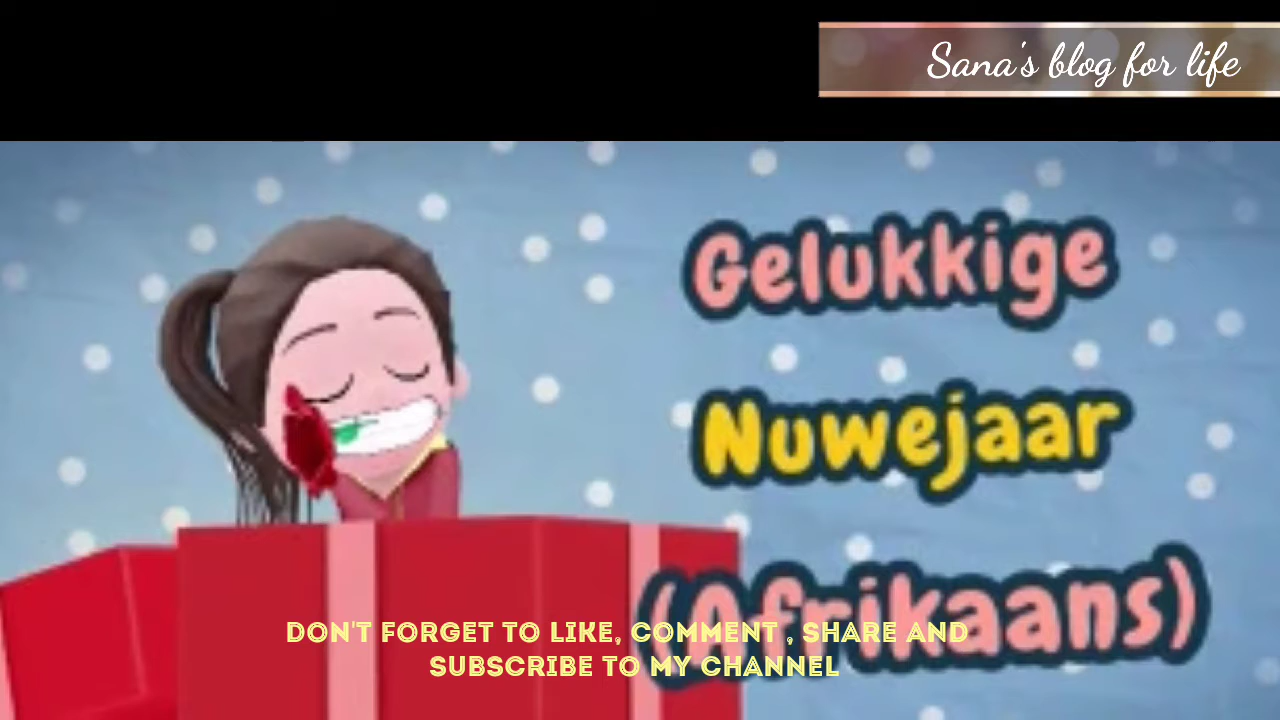 Sana's blog for life
Gelukkige
Nuwejaar
(Afrikaans)
DON'T FORGET TO LIKE, COMMENT , SHARE AND
SUBSCRIBE TO MY CHANNEL